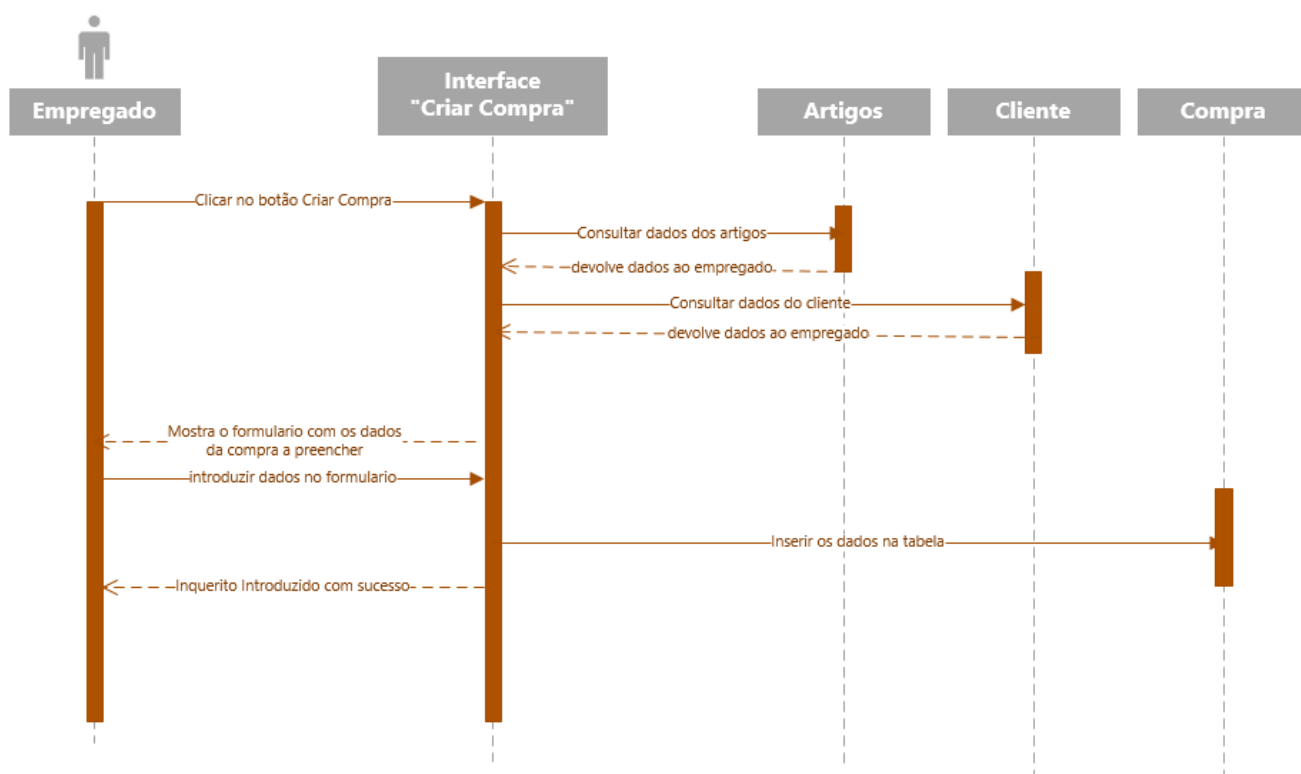 Empregado
Interface
"Criar Compra"
Artigos
Cliente
Compra
Clicar no botão Criar Compra
Consultar dados dos artigos
devolve dados ao empregado
Consultar dados do cliente
devolve dados ao empregado
Mostra o formulario com os dados
da compra a preencher
introduzir dados no formulario
Inserir os dados na tabela
Inquerito Introduzido com sucesso